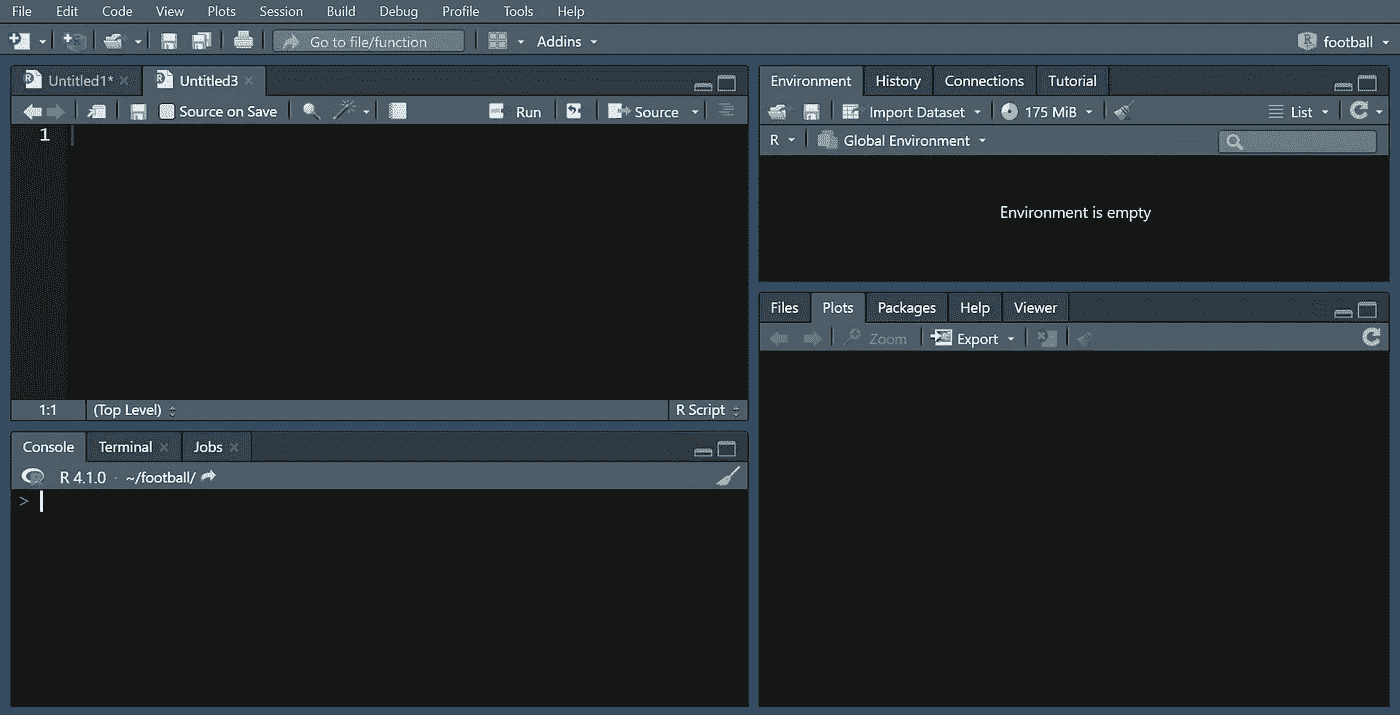 File Edit Code View Plots Session Build Debug Profile Tools Help
Go to file/function Addins football
Untitled1* Untitled3
Source on Save Run Source
1
1:1 (Top Level) R Script
Console Terminal Jobs
R 4.1.0 · ~/football/
>
Environment History Connections Tutorial
Import Dataset 175 MiB List
R Global Environment
Environment is empty
Files Plots Packages Help Viewer
Zoom Export